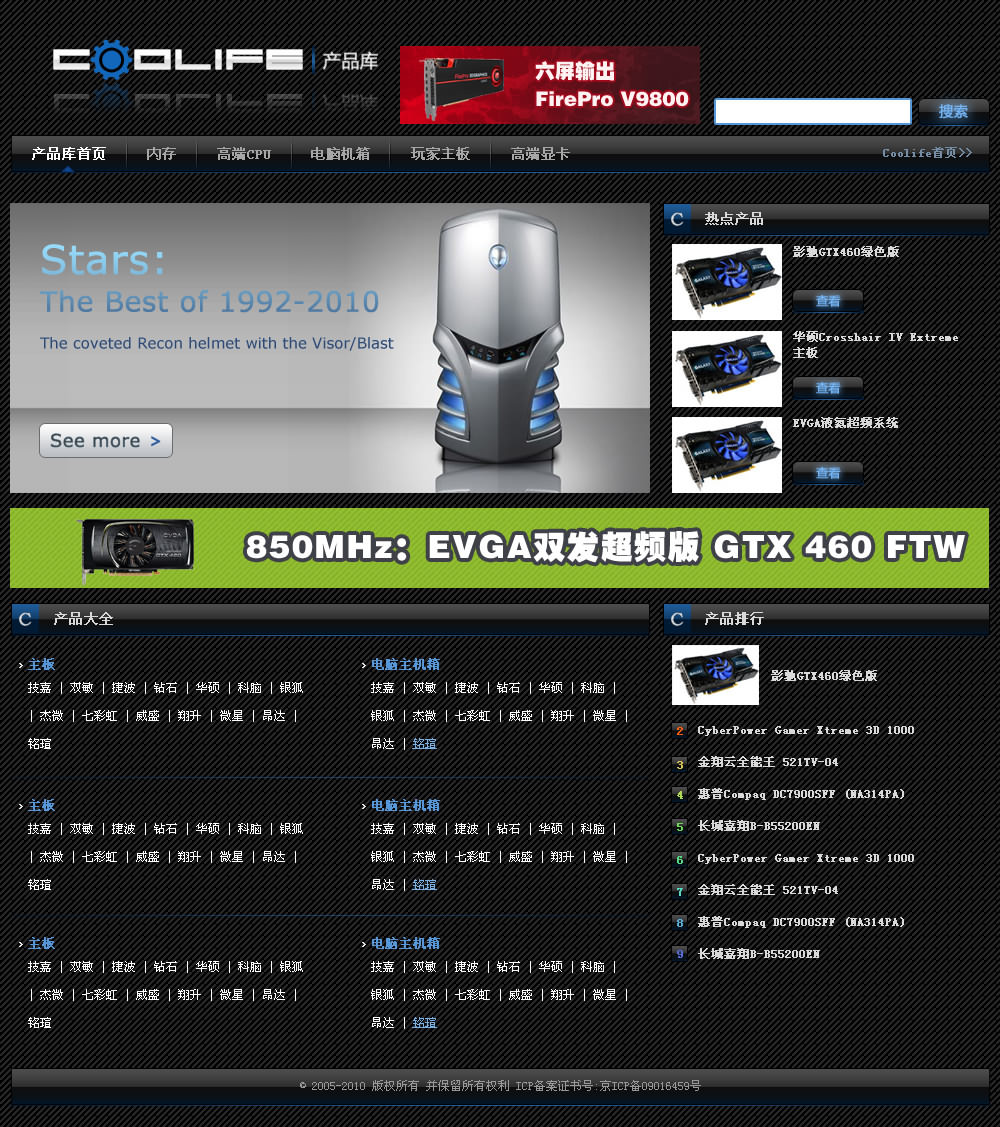 COOLIFE 产品库
六屏输出
FirePro V9800
搜索
产品库首页 内存 高端CPU 电脑机箱 玩家主板 高端显卡 Coolife首页>>
Stars:
The Best of 1992-2010
The coveted Recon helmet with the Visor/Blast
See more >
C 热点产品
影驰GTX460绿色版
查看
华硕Crosshair IV Extreme
主板
查看
EVGA液氮超频系统
查看
850MHz：EVGA双发超频版 GTX 460 FTW
C 产品大全
主板
技嘉 | 双敏 | 捷波 | 钻石 | 华硕 | 科脑 | 银狐
| 杰微 | 七彩虹 | 威盛 | 翔升 | 微星 | 昂达 |
铭瑄
电脑主机箱
技嘉 | 双敏 | 捷波 | 钻石 | 华硕 | 科脑 |
银狐 | 杰微 | 七彩虹 | 威盛 | 翔升 | 微星 |
昂达 | 铭瑄
主板
技嘉 | 双敏 | 捷波 | 钻石 | 华硕 | 科脑 | 银狐
| 杰微 | 七彩虹 | 威盛 | 翔升 | 微星 | 昂达 |
铭瑄
电脑主机箱
技嘉 | 双敏 | 捷波 | 钻石 | 华硕 | 科脑 |
银狐 | 杰微 | 七彩虹 | 威盛 | 翔升 | 微星 |
昂达 | 铭瑄
主板
技嘉 | 双敏 | 捷波 | 钻石 | 华硕 | 科脑 | 银狐
| 杰微 | 七彩虹 | 威盛 | 翔升 | 微星 | 昂达 |
铭瑄
电脑主机箱
技嘉 | 双敏 | 捷波 | 钻石 | 华硕 | 科脑 |
银狐 | 杰微 | 七彩虹 | 威盛 | 翔升 | 微星 |
昂达 | 铭瑄
C 产品排行
影驰GTX460绿色版
2 CyberPower Gamer Xtreme 3D 1000
3 金翔云全能王 521TV-04
4 惠普Compaq DC7900SFF (NA314PA)
5 长城嘉翔B-B55200EN
6 CyberPower Gamer Xtreme 3D 1000
7 金翔云全能王 521TV-04
8 惠普Compaq DC7900SFF (NA314PA)
9 长城嘉翔B-B55200EN
© 2005-2010 版权所有 并保留所有权利 ICP备案证书号:京ICP备09016459号